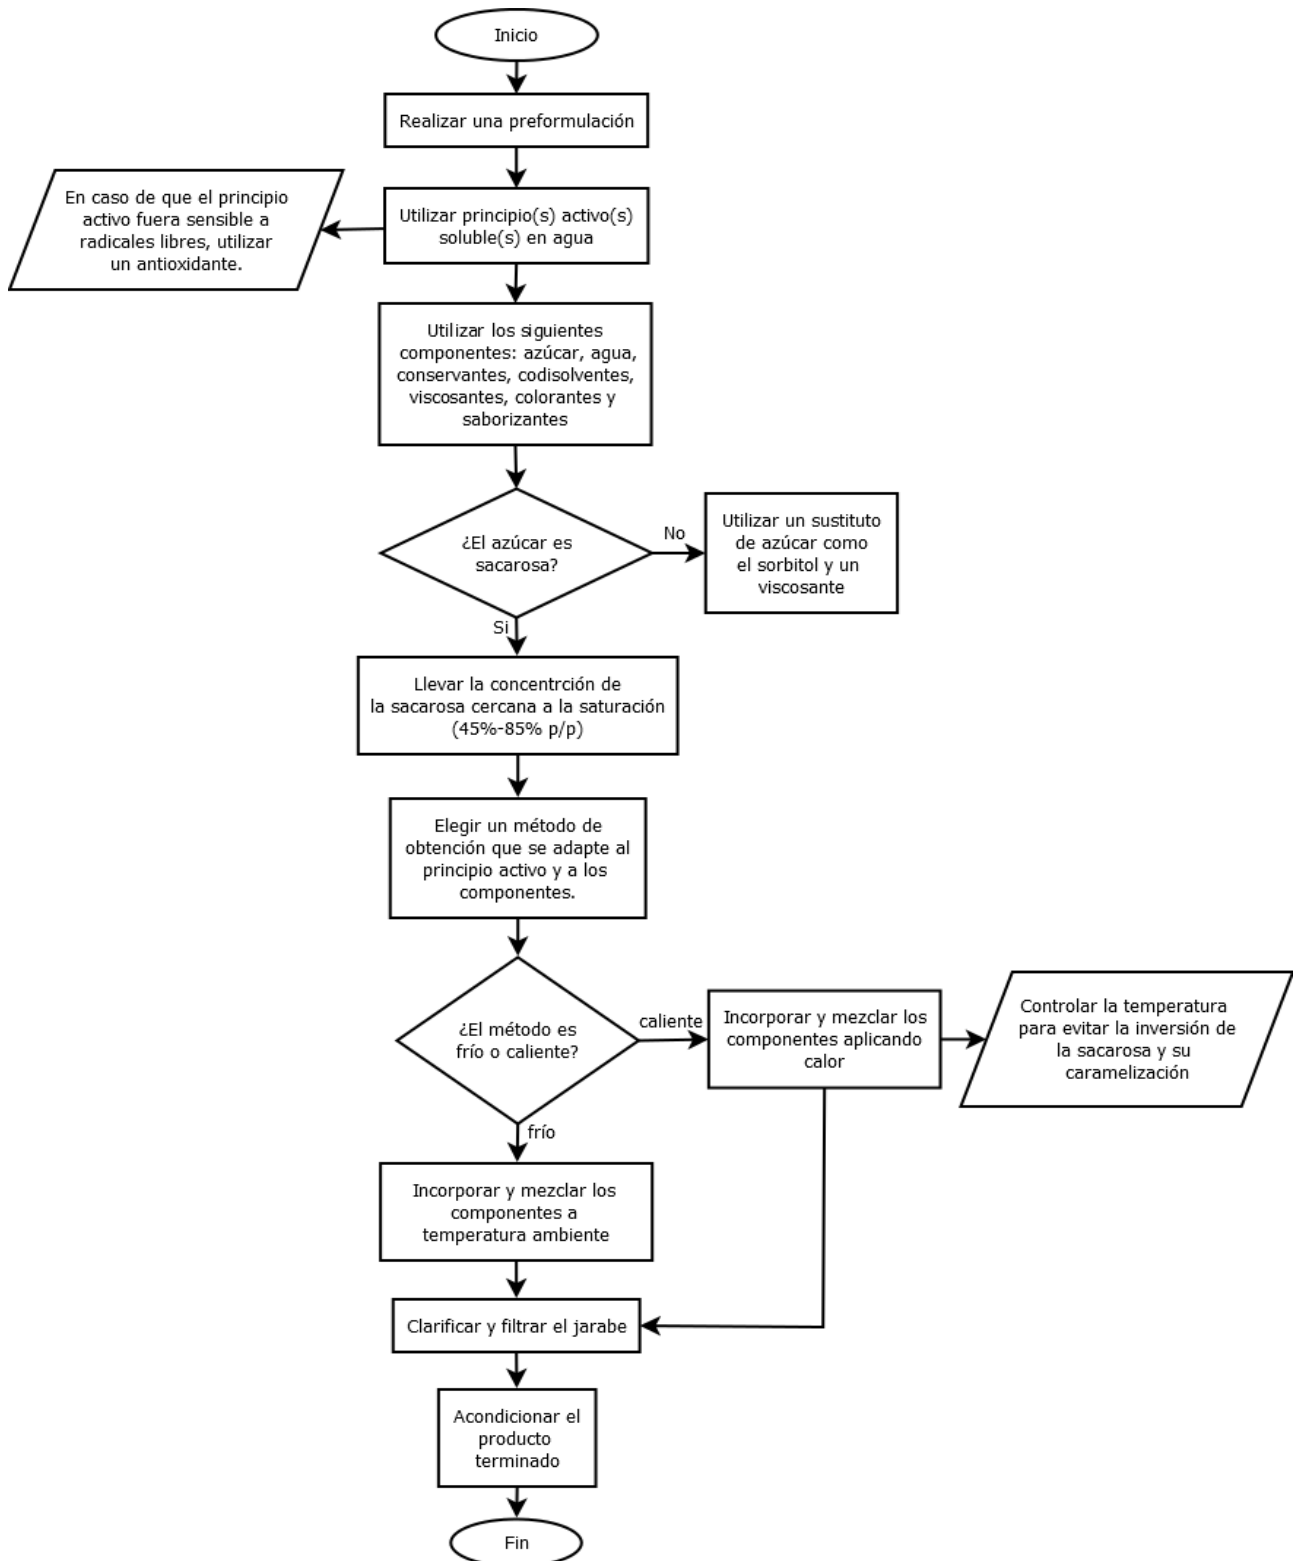 Inicio
Realizar una preformulación
En caso de que el principio
activo fuera sensible a
radicales libres, utilizar
un antioxidante.
Utilizar principio(s) activo(s)
soluble(s) en agua
Utilizar los siguientes
componentes: azúcar, agua,
conservantes, codisolventes,
viscosantes, colorantes y
saborizantes
¿El azúcar es
sacarosa?
No
Utilizar un sustituto
de azúcar como
el sorbitol y un
viscosante
Si
Llevar la concentrción de
la sacarosa cercana a la saturación
(45%-85% p/p)
Elegir un método de
obtención que se adapte al
principio activo y a los
componentes.
¿El método es
frío o caliente?
caliente
Incorporar y mezclar los
componentes aplicando
calor
Controlar la temperatura
para evitar la inversión de
la sacarosa y su
caramelización
frío
Incorporar y mezclar los
componentes a
temperatura ambiente
Clarificar y filtrar el jarabe
Acondicionar el
producto
terminado
Fin